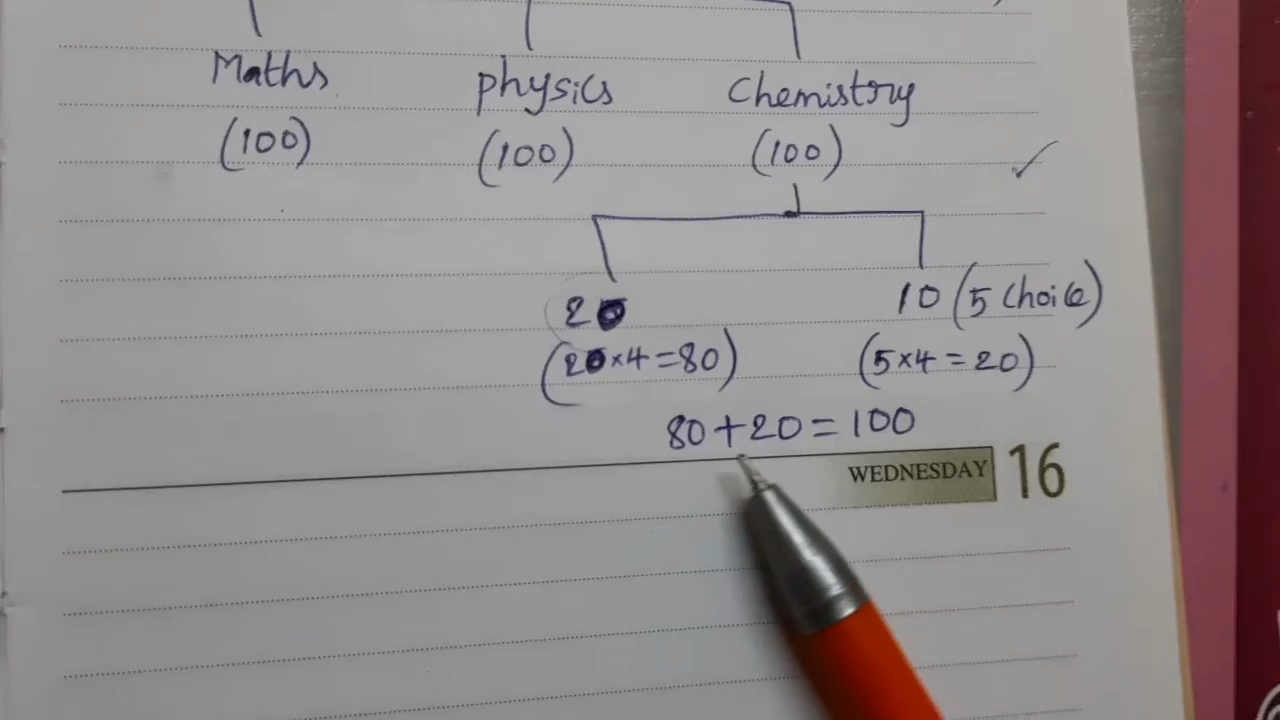 Maths physics Chemistry
(100) (100) (100)
20 10 (5 Choice)
(20×4=80) (5×4=20)
80+20=100
WEDNESDAY 16